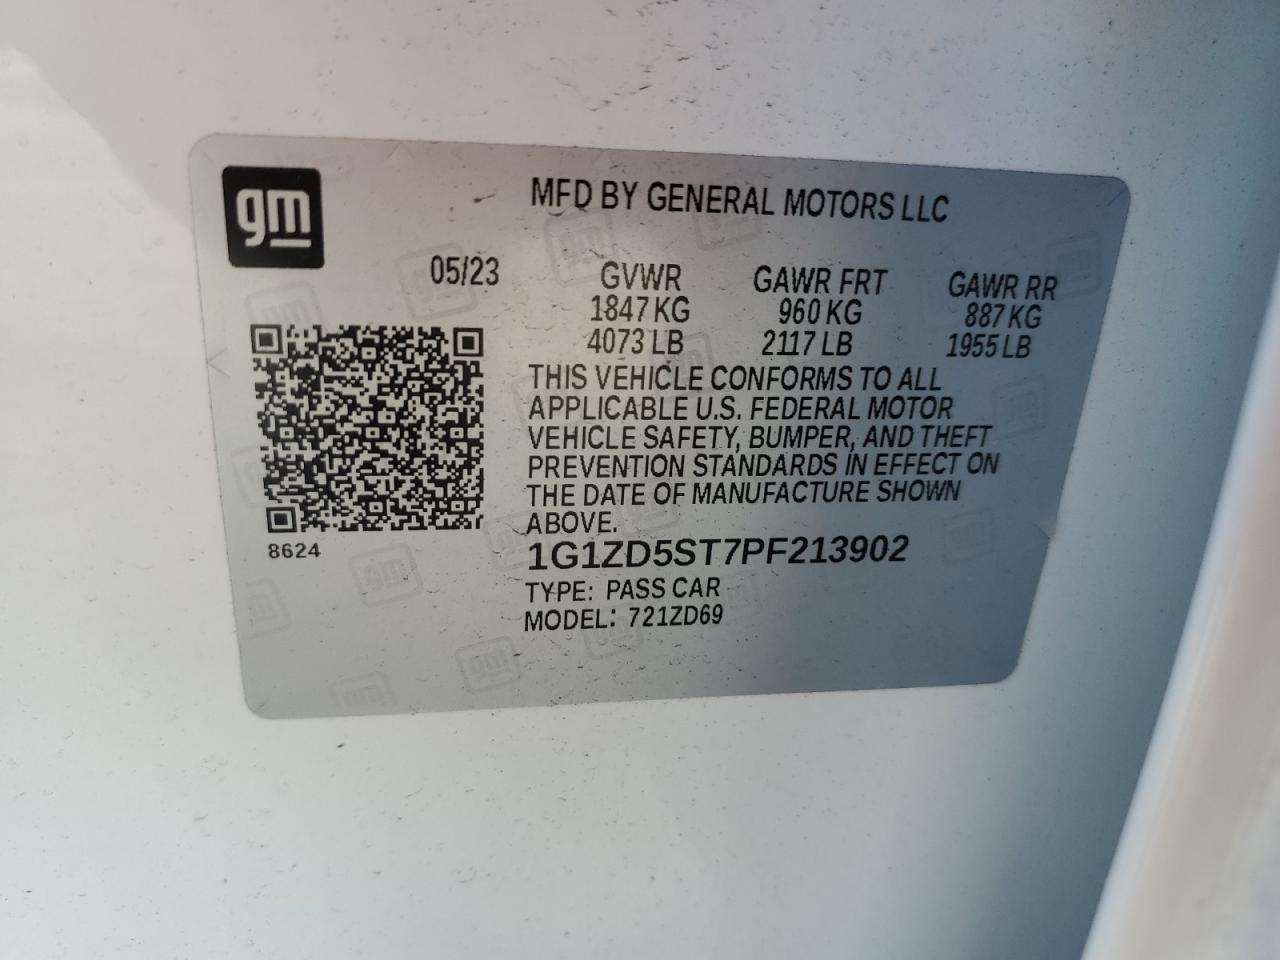 gm
MFD BY GENERAL MOTORS LLC
05/23 GVWR GAWR FRT GAWR RR
1847 KG 960 KG 887 KG
4073 LB 2117 LB 1955 LB
THIS VEHICLE CONFORMS TO ALL
APPLICABLE U.S. FEDERAL MOTOR
VEHICLE SAFETY, BUMPER, AND THEFT
PREVENTION STANDARDS IN EFFECT ON
THE DATE OF MANUFACTURE SHOWN
ABOVE.
8624
1G1ZD5ST7PF213902
TYPE: PASS CAR
MODEL: 721ZD69